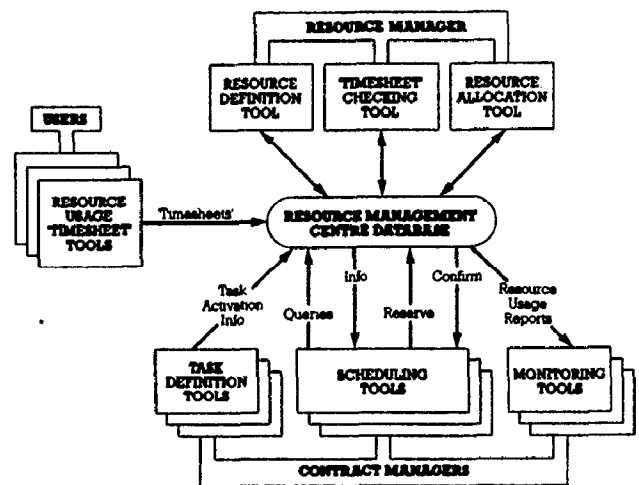 RESOURCE MANAGER
RESOURCE
DEFINITION
TOOL
TIMESHEET
CHECKING
TOOL
RESOURCE
ALLOCATION
TOOL
USERS
RESOURCE
USAGE
'TIMESHEET'
TOOLS
'Timesheets'
RESOURCE MANAGEMENT
CENTRE DATABASE
Task
Activation
Info
Queries
Info
Reserve
Confirm
Resource
Usage
Reports
TASK
DEFINITION
TOOLS
SCHEDULING
TOOLS
MONITORING
TOOLS
CONTRACT MANAGERS